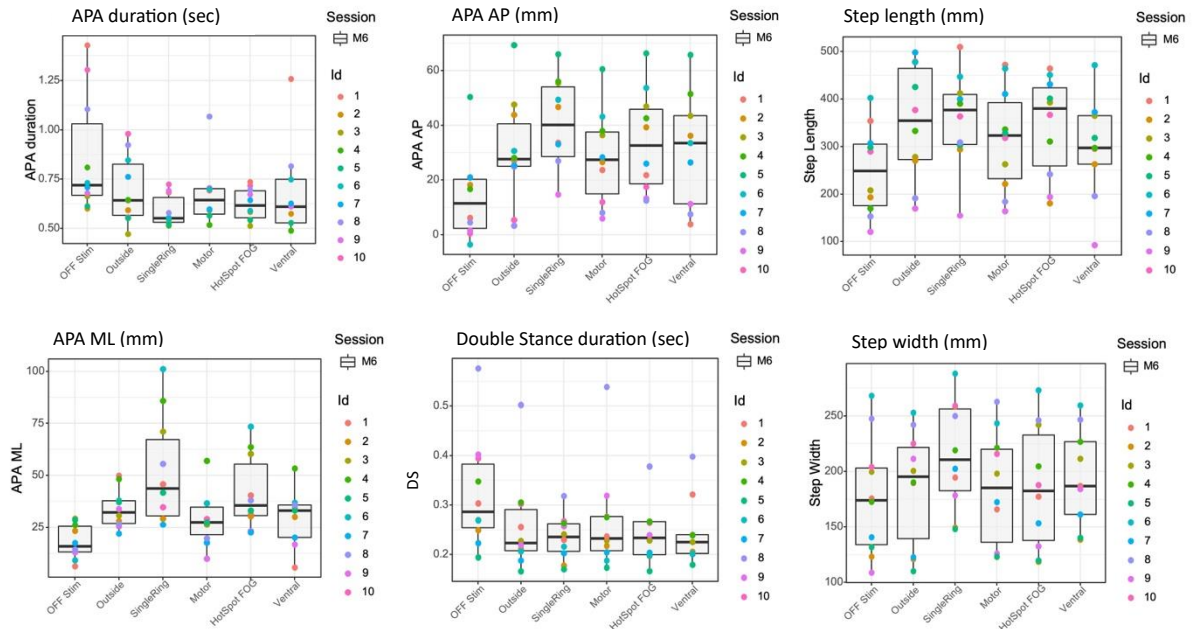 APA duration (sec)
Session
M6
Id
1
2
3
4
5
6
7
8
9
10
APA duration
1.25
1.00
0.75
0.50
OFF Stim
Outside
SingleRing
Motor
HotSpot FOG
Ventral
APA AP (mm)
Session
M6
Id
1
2
3
4
5
6
7
8
9
10
APA AP
60
40
20
0
OFF Stim
Outside
SingleRing
Motor
HotSpot FOG
Ventral
Step length (mm)
Session
M6
Id
1
2
3
4
5
6
7
8
9
10
Step Length
500
400
300
200
100
OFF Stim
Outside
SingleRing
Motor
HotSpot FOG
Ventral
APA ML (mm)
Session
M6
Id
1
2
3
4
5
6
7
8
9
10
APA ML
100
75
50
25
OFF Stim
Outside
SingleRing
Motor
HotSpot FOG
Ventral
Double Stance duration (sec)
Session
M6
Id
1
2
3
4
5
6
7
8
9
10
DS
0.5
0.4
0.3
0.2
OFF Stim
Outside
SingleRing
Motor
HotSpot FOG
Ventral
Step width (mm)
Session
M6
Id
1
2
3
4
5
6
7
8
9
10
Step Width
250
200
150
100
OFF Stim
Outside
SingleRing
Motor
HotSpot FOG
Ventral